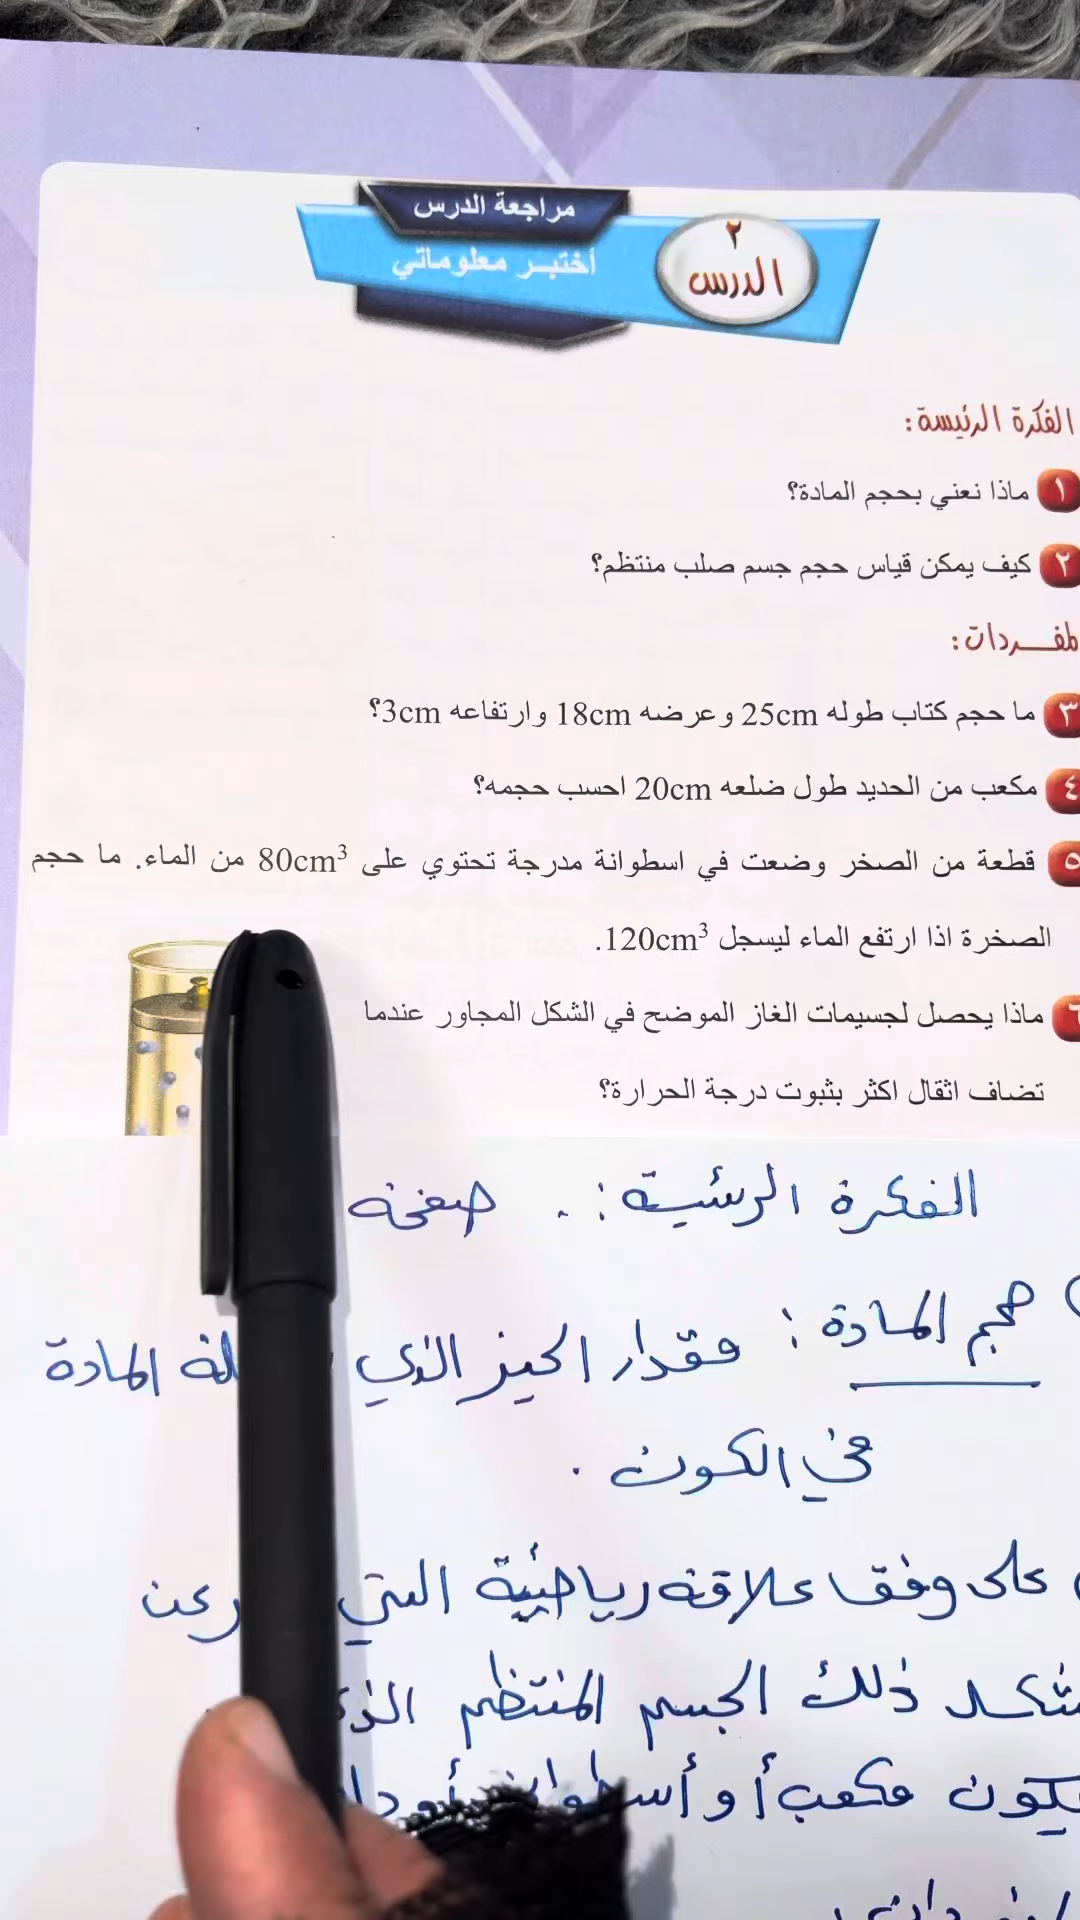 مراجعة الدرس
أختبر معلوماتي
٢
الدرس
الفكرة الرئيسة:
١ ماذا نعني بحجم المادة؟
٢ كيف يمكن قياس حجم جسم صلب منتظم؟
لمفــردات:
٣ ما حجم كتاب طوله 25cm وعرضه 18cm وارتفاعه 3cm؟
٤ مكعب من الحديد طول ضلعه 20cm احسب حجمه؟
٥ قطعة من الصخر وضعت في اسطوانة مدرجة تحتوي على 80cm³ من الماء. ما حجم
الصخرة اذا ارتفع الماء ليسجل 120cm³.
٦ ماذا يحصل لجسيمات الغاز الموضح في الشكل المجاور عندما
تضاف اثقال اكثر بثبوت درجة الحرارة؟
الفكرة الرئسية :. صفحة
حجم المادة : مقدار الحيز الذي المادة
في الكون .
على وفق علاقة رياضية التي
ذلك الجسم المنتظم
مكعب أو